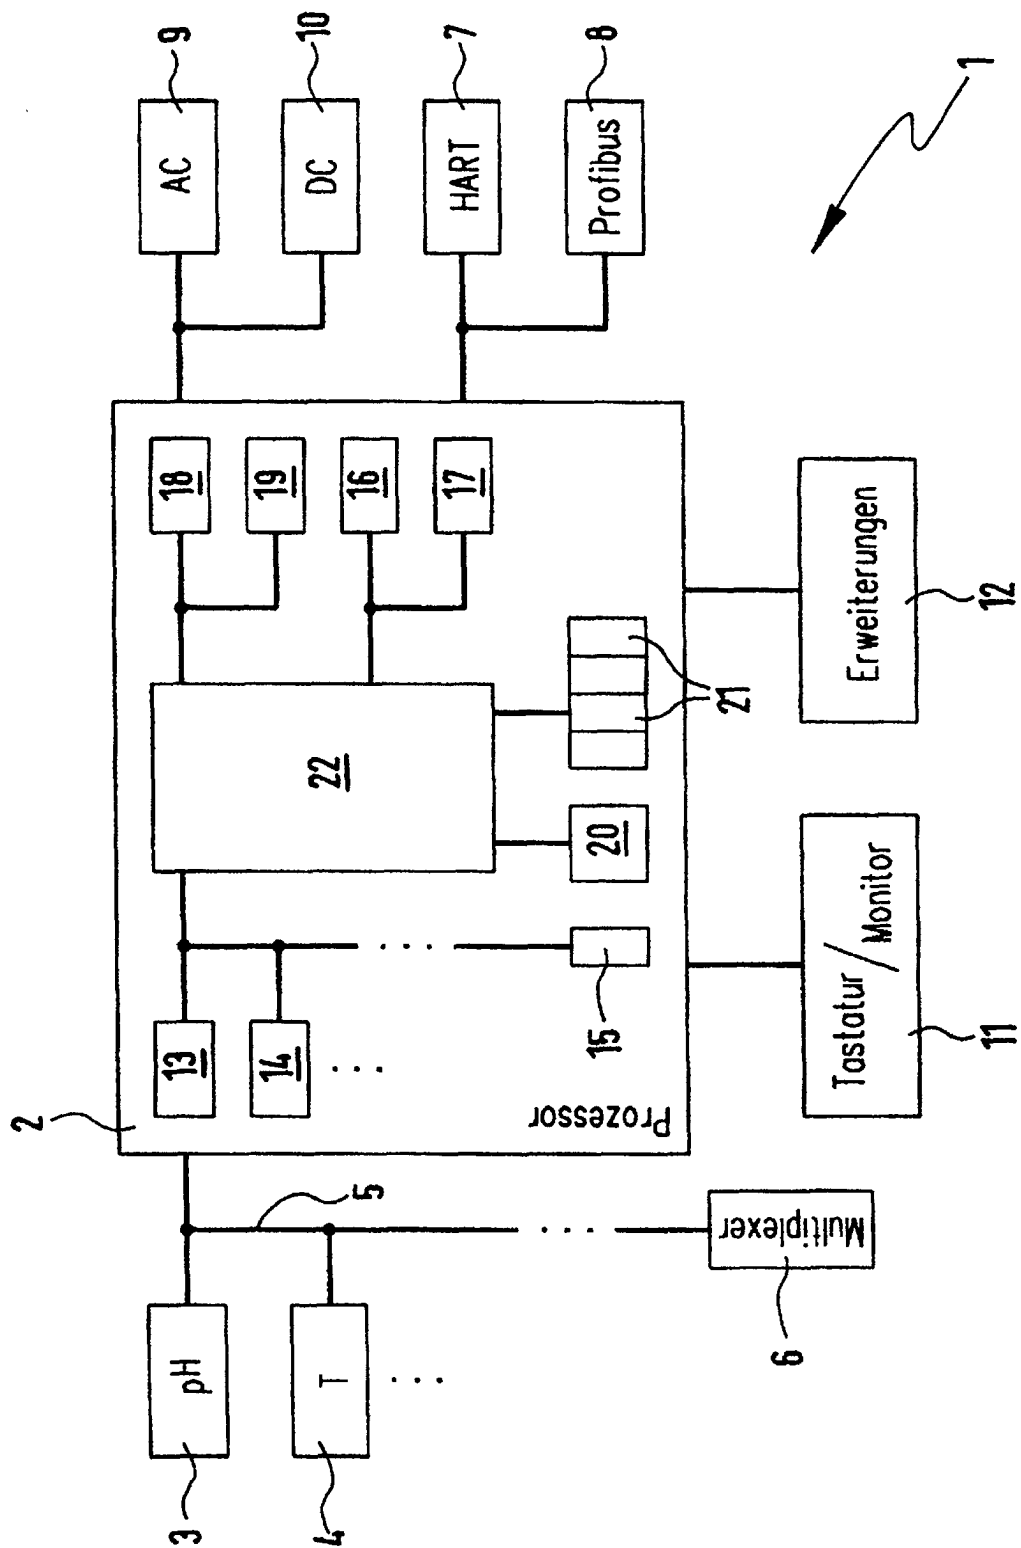 9
10
7
8
1
AC
DC
HART
Profibus
18
19
16
17
22
21
20
12
Erweiterungen
13
14
...
...
15
Prozessor
2
11
Tastatur / Monitor
5
...
Multiplexer
6
pH
T
...
3
4